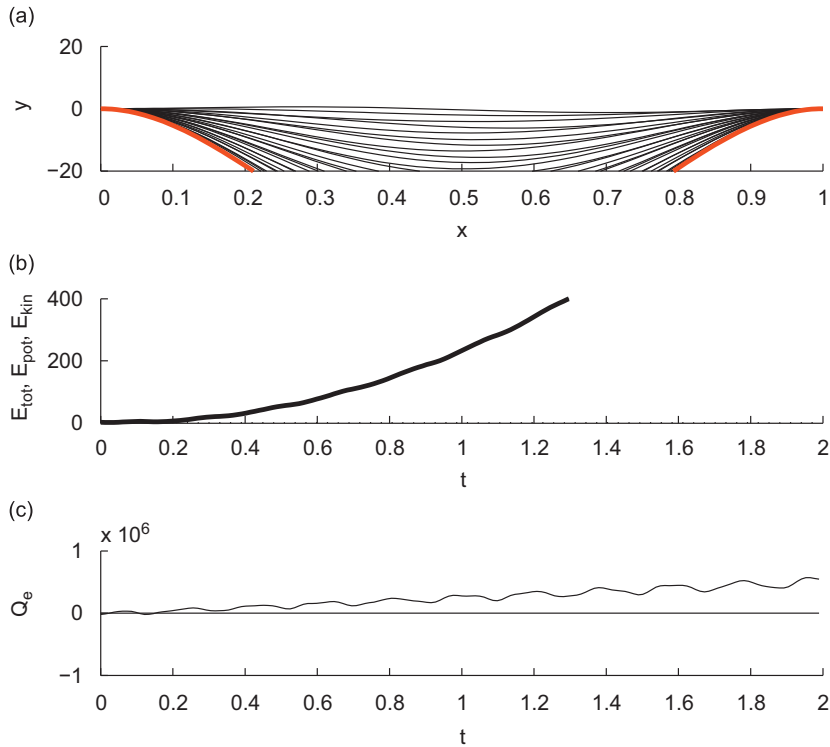 (a)
20
0
−20
y
0 0.1 0.2 0.3 0.4 0.5 0.6 0.7 0.8 0.9 1
x
(b)
400
200
0
E_tot, E_pot, E_kin
0 0.2 0.4 0.6 0.8 1 1.2 1.4 1.6 1.8 2
t
(c)
x 10^6
1
0
−1
Q_e
0 0.2 0.4 0.6 0.8 1 1.2 1.4 1.6 1.8 2
t